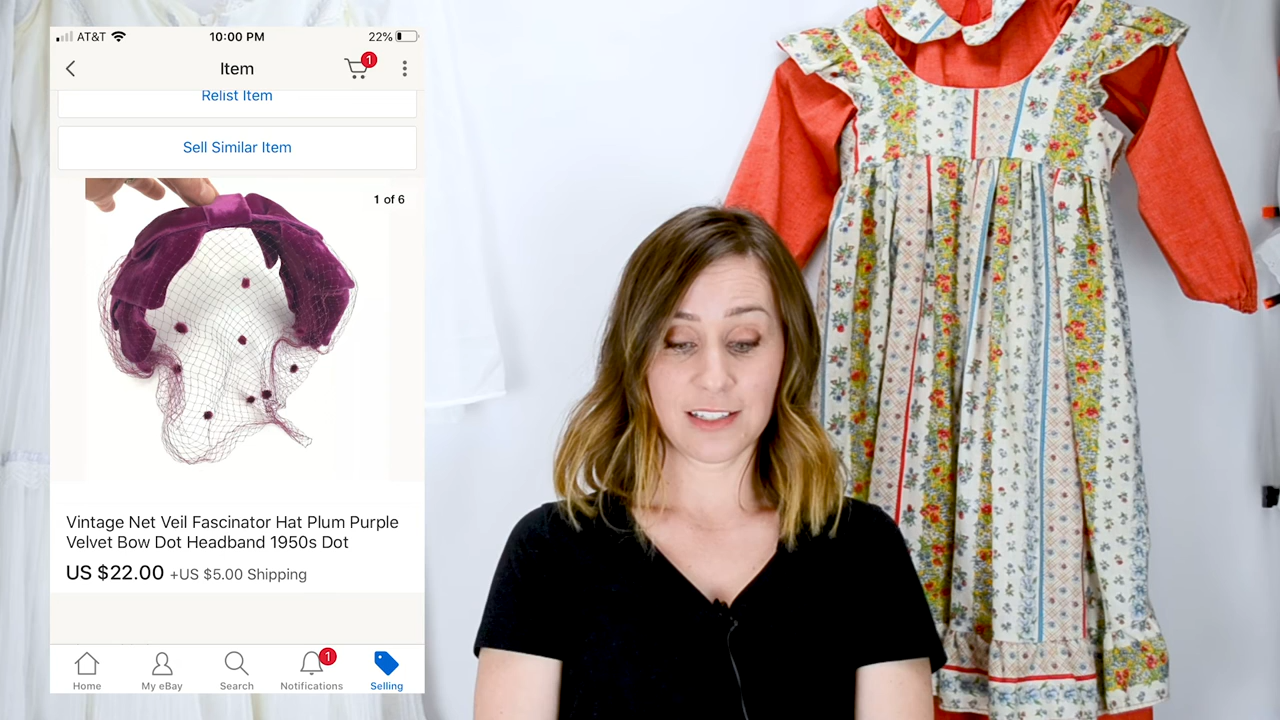 AT&T 10:00 PM 22%
Item 1
Relist Item
Sell Similar Item
1 of 6
Vintage Net Veil Fascinator Hat Plum Purple
Velvet Bow Dot Headband 1950s Dot
US $22.00 +US $5.00 Shipping
1
Home My eBay Search Notifications Selling